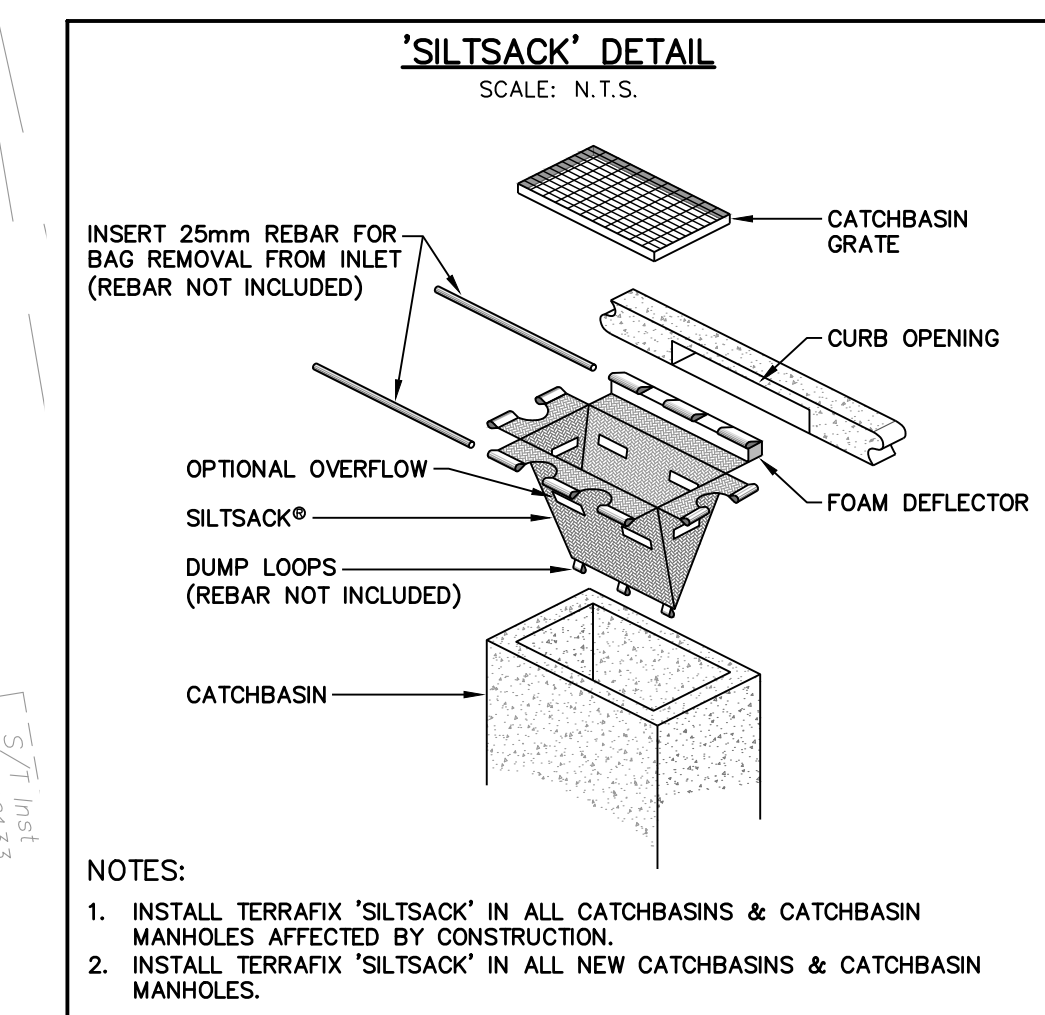 'SILTSACK' DETAIL
SCALE: N.T.S.
INSERT 25mm REBAR FOR
BAG REMOVAL FROM INLET
(REBAR NOT INCLUDED)
CATCHBASIN
GRATE
CURB OPENING
OPTIONAL OVERFLOW
SILTSACK®
FOAM DEFLECTOR
DUMP LOOPS
(REBAR NOT INCLUDED)
CATCHBASIN
S/T Inst
NOTES:
1. INSTALL TERRAFIX 'SILTSACK' IN ALL CATCHBASINS & CATCHBASIN
MANHOLES AFFECTED BY CONSTRUCTION.
2. INSTALL TERRAFIX 'SILTSACK' IN ALL NEW CATCHBASINS & CATCHBASIN
MANHOLES.